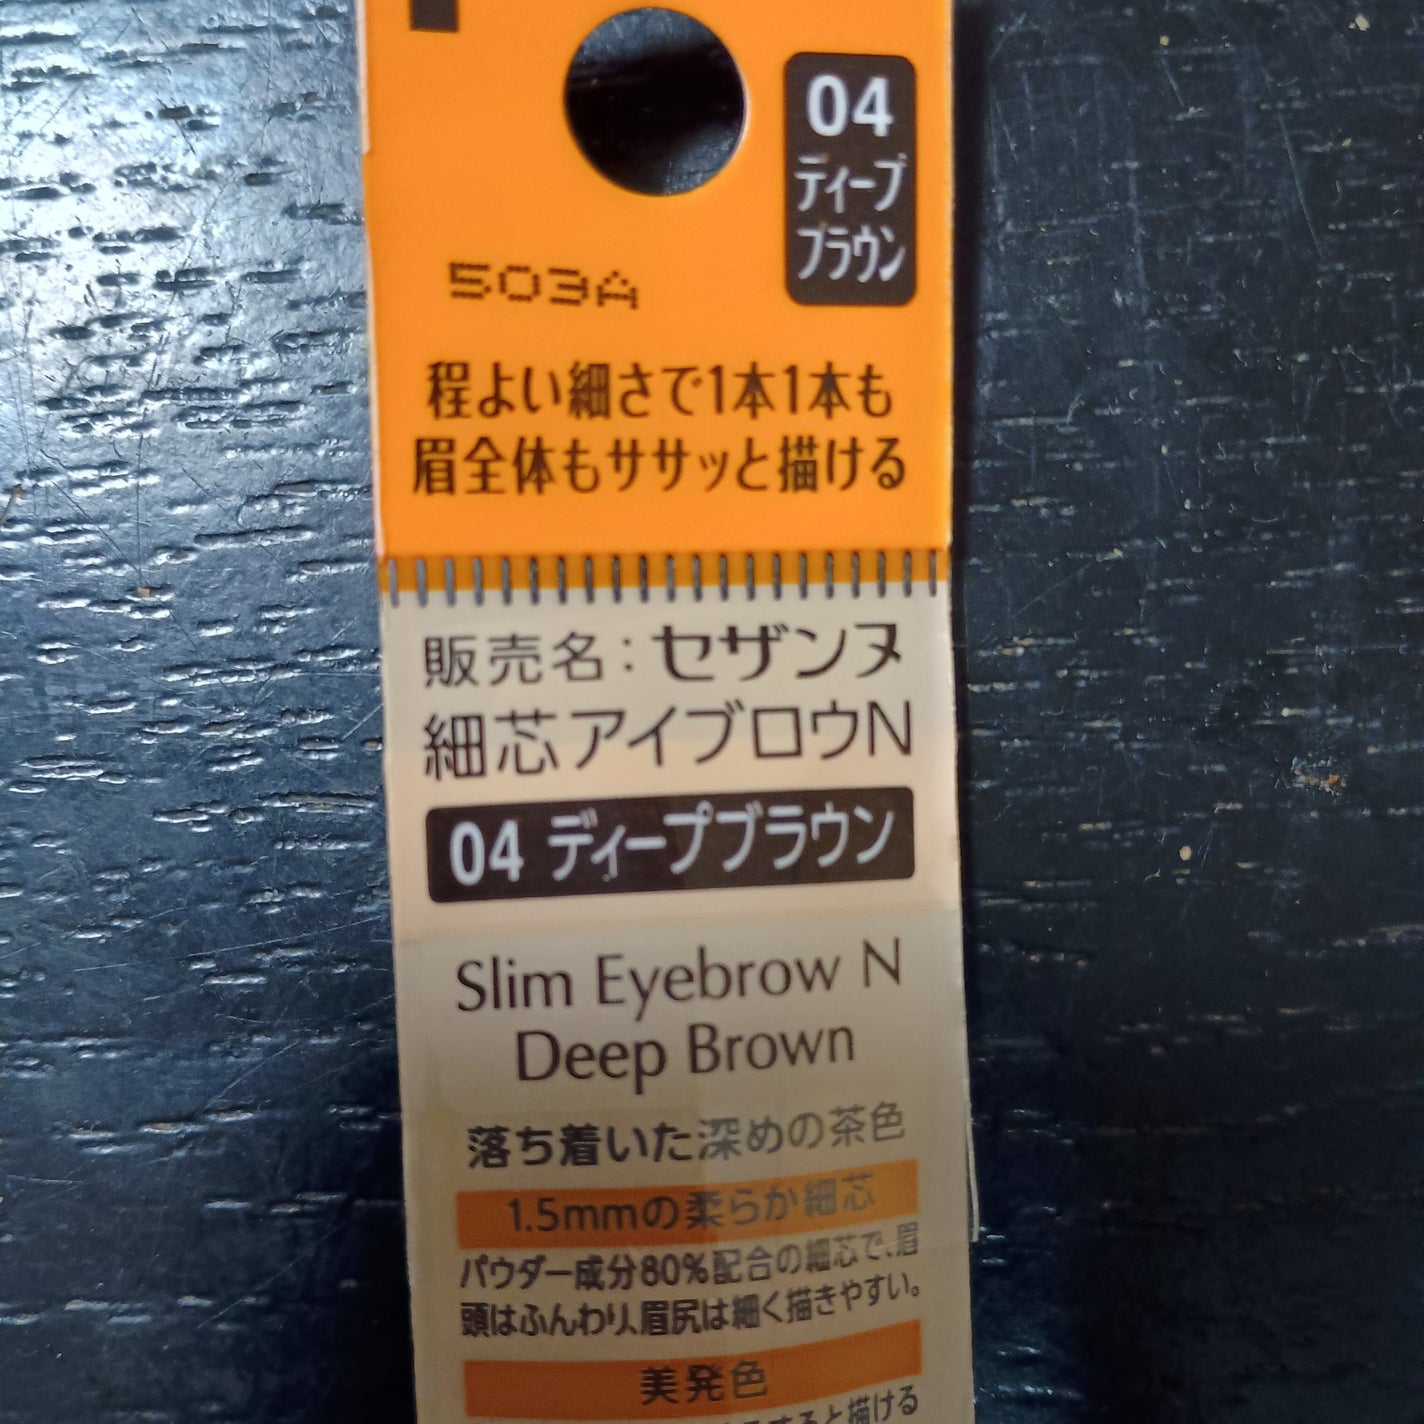 04
ディープ
ブラウン
503A
程よい細さで1本1本も
眉全体もササッと描ける
販売名：セザンヌ
細芯アイブロウN
04 ディープブラウン
Slim Eyebrow N
Deep Brown
落ち着いた深めの茶色
1.5mmの柔らか細芯
パウダー成分80%配合の細芯で、眉
頭はふんわり、眉尻は細く描きやすい。
美発色
すると描ける